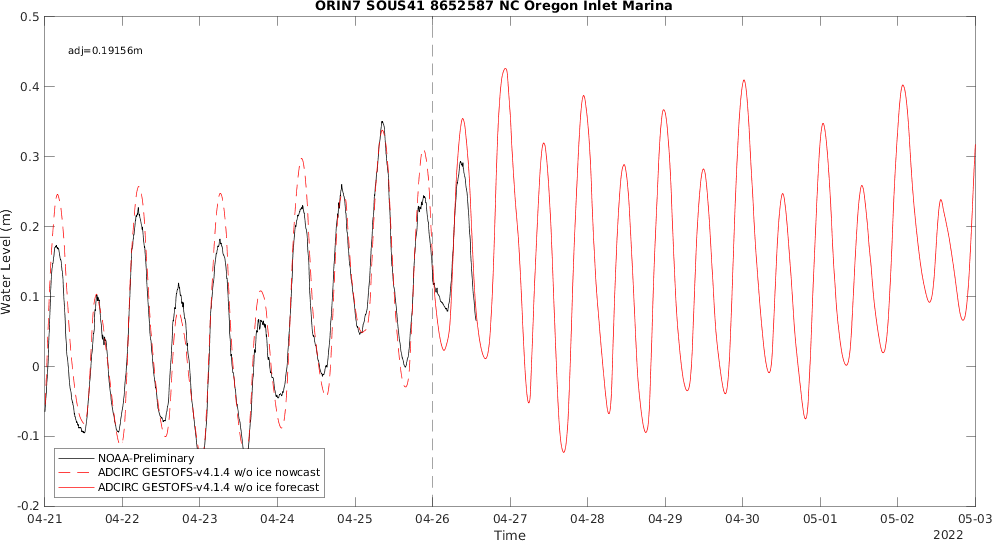 ORIN7 SOUS41 8652587 NC Oregon Inlet Marina
adj=0.19156m
0.5
0.4
0.3
0.2
0.1
0
-0.1
-0.2
Water Level (m)
NOAA-Preliminary
ADCIRC GESTOFS-v4.1.4 w/o ice nowcast
ADCIRC GESTOFS-v4.1.4 w/o ice forecast
04-21 04-22 04-23 04-24 04-25 04-26 04-27 04-28 04-29 04-30 05-01 05-02 05-03
Time
2022